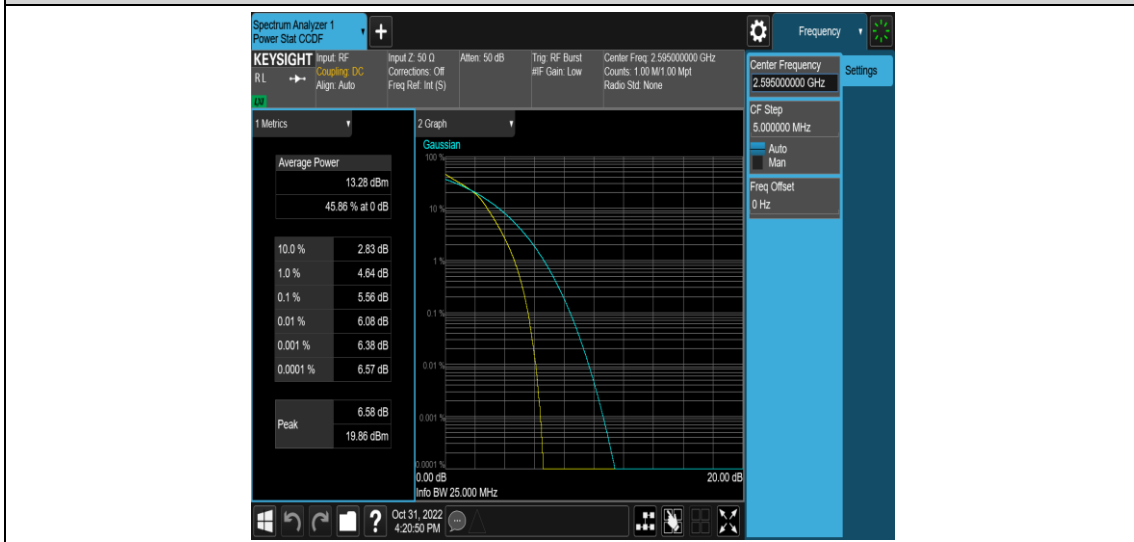 Spectrum Analyzer 1
Power Stat CCDF
+
Frequency
KEYSIGHT
RL
LXI
Input: RF
Coupling: DC
Align: Auto
Input Z: 50 Ω
Corrections: Off
Freq Ref: Int (S)
Atten: 50 dB
Trig: RF Burst
#IF Gain: Low
Center Freq: 2.595000000 GHz
Counts: 1.00 M/1.00 Mpt
Radio Std: None
Center Frequency
2.595000000 GHz
Settings
CF Step
5.000000 MHz
Auto
Man
Freq Offset
0 Hz
1 Metrics
Average Power
13.28 dBm
45.86 % at 0 dB
10.0 % 2.83 dB
1.0 % 4.64 dB
0.1 % 5.56 dB
0.01 % 6.08 dB
0.001 % 6.38 dB
0.0001 % 6.57 dB
Peak
6.58 dB
19.86 dBm
2 Graph
Gaussian
100 %
10 %
1 %
0.1 %
0.01 %
0.001 %
0.0001 %
0.00 dB
20.00 dB
Info BW 25.000 MHz
?
Oct 31, 2022
4:20:50 PM